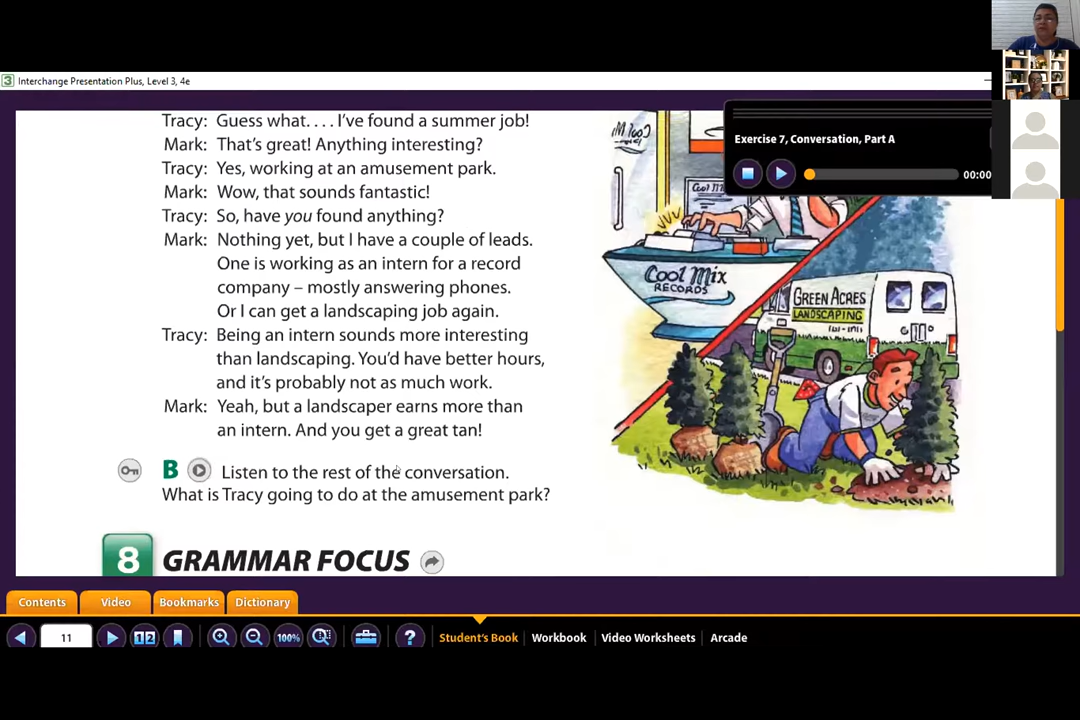 Interchange Presentation Plus, Level 3, 4e
Tracy: Guess what. . . . I've found a summer job!
Mark: That's great! Anything interesting?
Tracy: Yes, working at an amusement park.
Mark: Wow, that sounds fantastic!
Tracy: So, have you found anything?
Mark: Nothing yet, but I have a couple of leads.
One is working as an intern for a record
company – mostly answering phones.
Or I can get a landscaping job again.
Tracy: Being an intern sounds more interesting
than landscaping. You'd have better hours,
and it's probably not as much work.
Mark: Yeah, but a landscaper earns more than
an intern. And you get a great tan!
B Listen to the rest of the conversation.
What is Tracy going to do at the amusement park?
8 GRAMMAR FOCUS
Exercise 7, Conversation, Part A
00:00
Cool Mix
RECORDS
GREEN ACRES
LANDSCAPING
Contents
Video
Bookmarks
Dictionary
11
12
100%
?
Student's Book
Workbook
Video Worksheets
Arcade